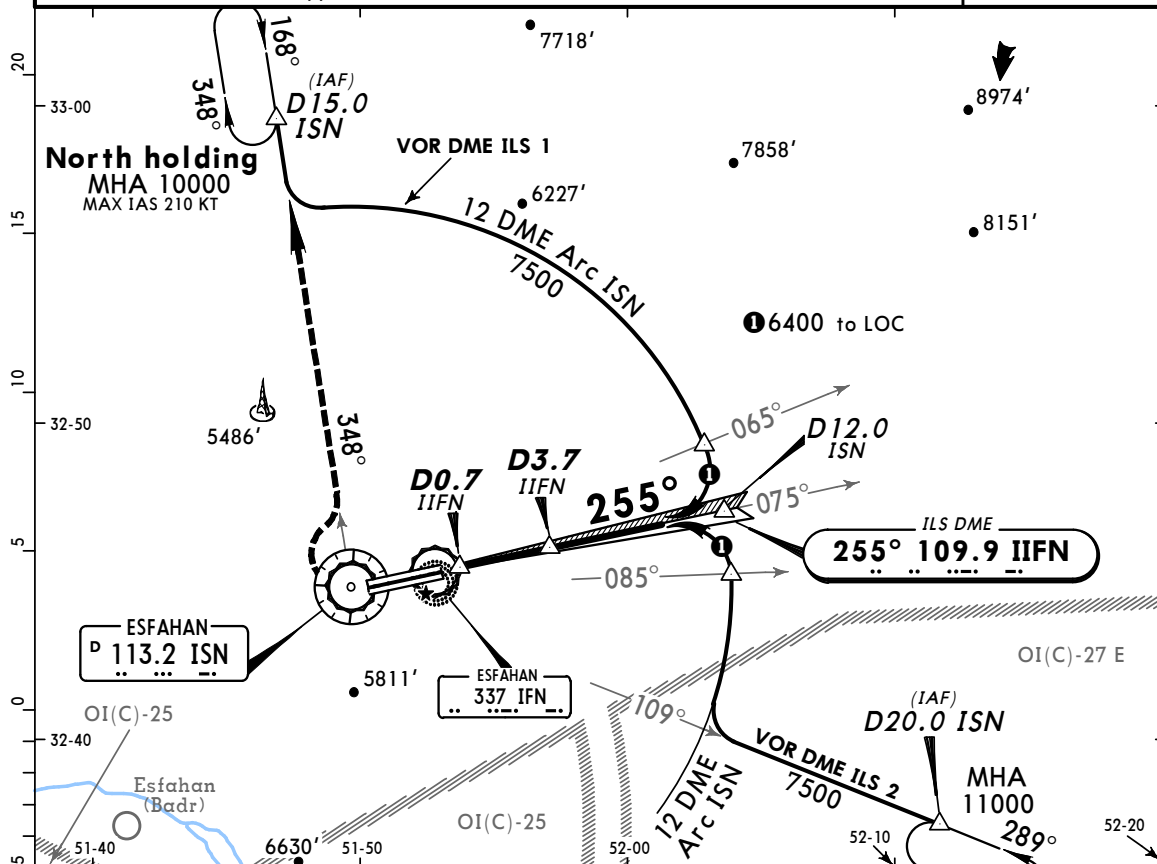 7718'
20
168°
348°
(IAF)
D15.0
ISN
8974'
33-00
North holding
MHA 10000
MAX IAS 210 KT
VOR DME ILS 1
7858'
6227'
12 DME Arc ISN
7500
8151'
15
1 6400 to LOC
10
32-50
5486'
348°
065°
D12.0
ISN
D3.7
IIFN
D0.7
IIFN
255°
1
075°
ILS DME
255° 109.9 IIFN
5
1
085°
ESFAHAN
D 113.2 ISN
ESFAHAN
337 IFN
5811'
OI(C)-27 E
OI(C)-25
109°
(IAF)
D20.0 ISN
0
32-40
VOR DME ILS 2
7500
12 DME
Arc ISN
MHA
11000
289°
Esfahan
(Badr)
OI(C)-25
6630'
5
51-40
51-50
52-00
52-10
52-20